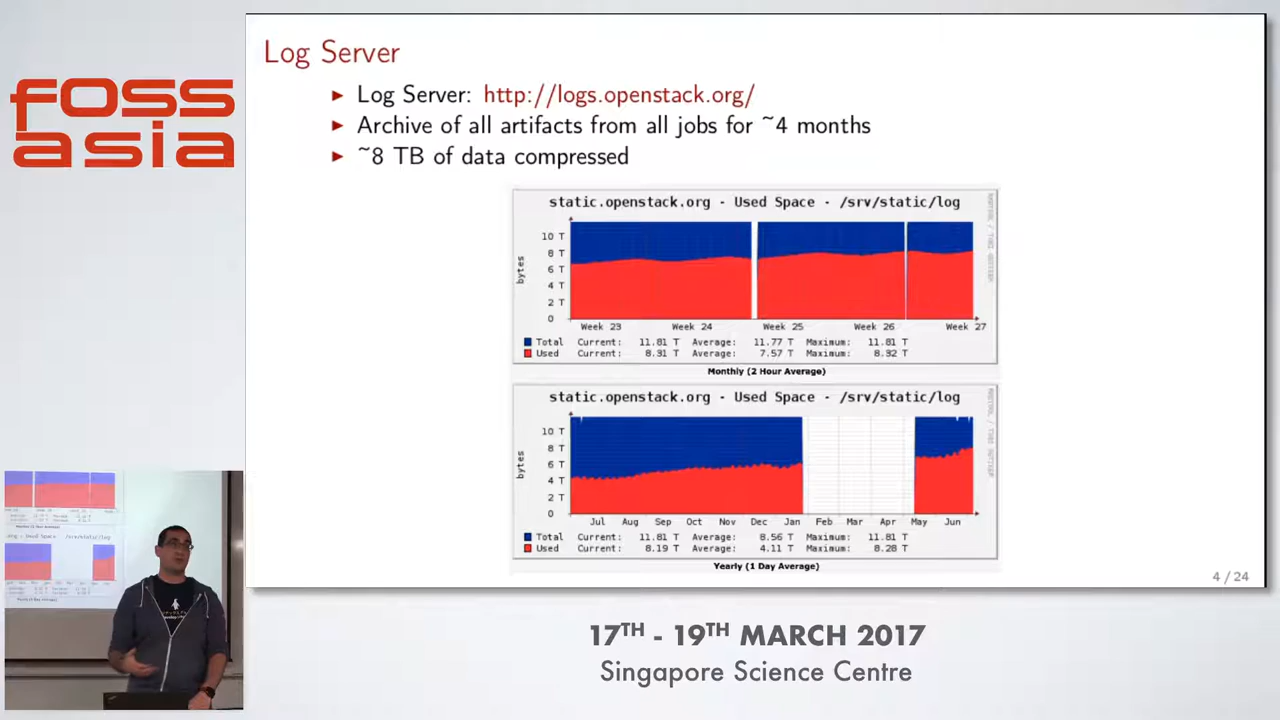 foss
asia
Log Server
► Log Server: http://logs.openstack.org/
► Archive of all artifacts from all jobs for ~4 months
► ~8 TB of data compressed
static.openstack.org - Used Space - /srv/static/log
bytes
10 T
8 T
6 T
4 T
2 T
0
Week 23 Week 24 Week 25 Week 26 Week 27
Total Current: 11.81 T Average: 11.77 T Maximum: 11.81 T
Used Current: 8.31 T Average: 7.57 T Maximum: 8.32 T
Monthly (2 Hour Average)
static.openstack.org - Used Space - /srv/static/log
bytes
10 T
8 T
6 T
4 T
2 T
0
Jul Aug Sep Oct Nov Dec Jan Feb Mar Apr May Jun
Total Current: 11.81 T Average: 8.56 T Maximum: 11.81 T
Used Current: 8.19 T Average: 4.11 T Maximum: 8.28 T
Yearly (1 Day Average)
4 / 24
17TH - 19TH MARCH 2017
Singapore Science Centre